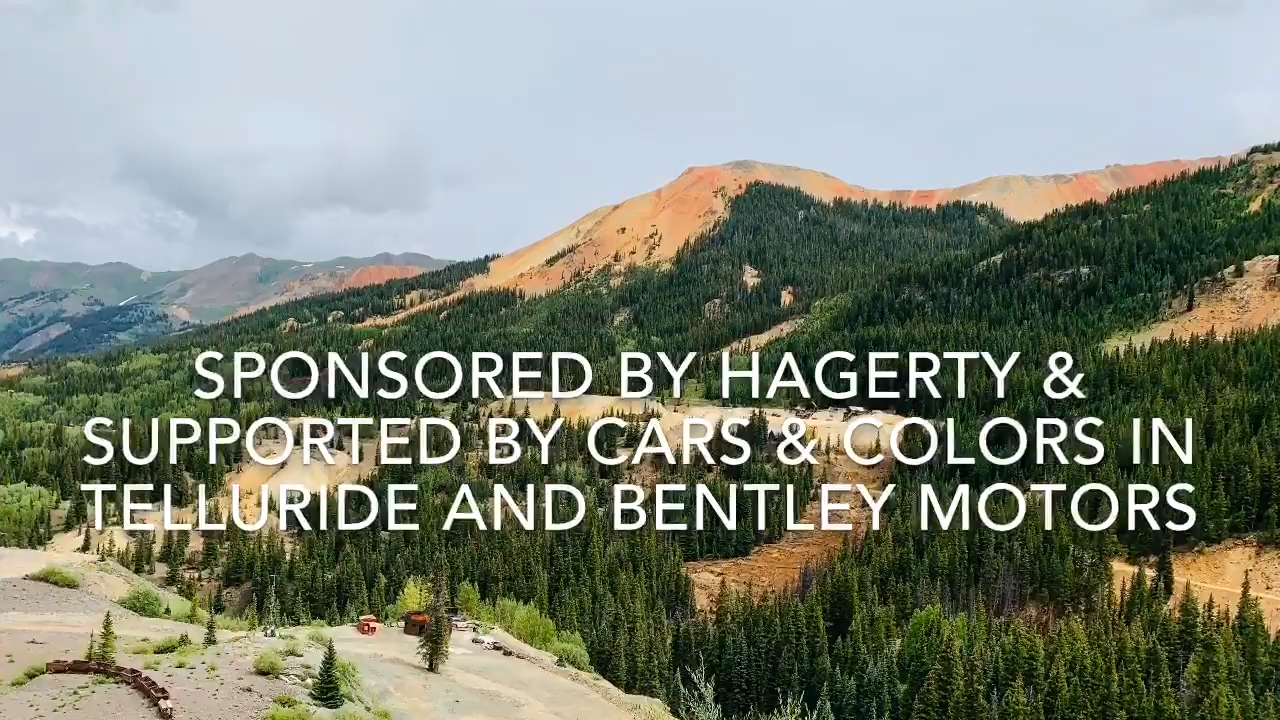 SPONSORED BY HAGERTY &
SUPPORTED BY CARS & COLORS IN
TELLURIDE AND BENTLEY MOTORS